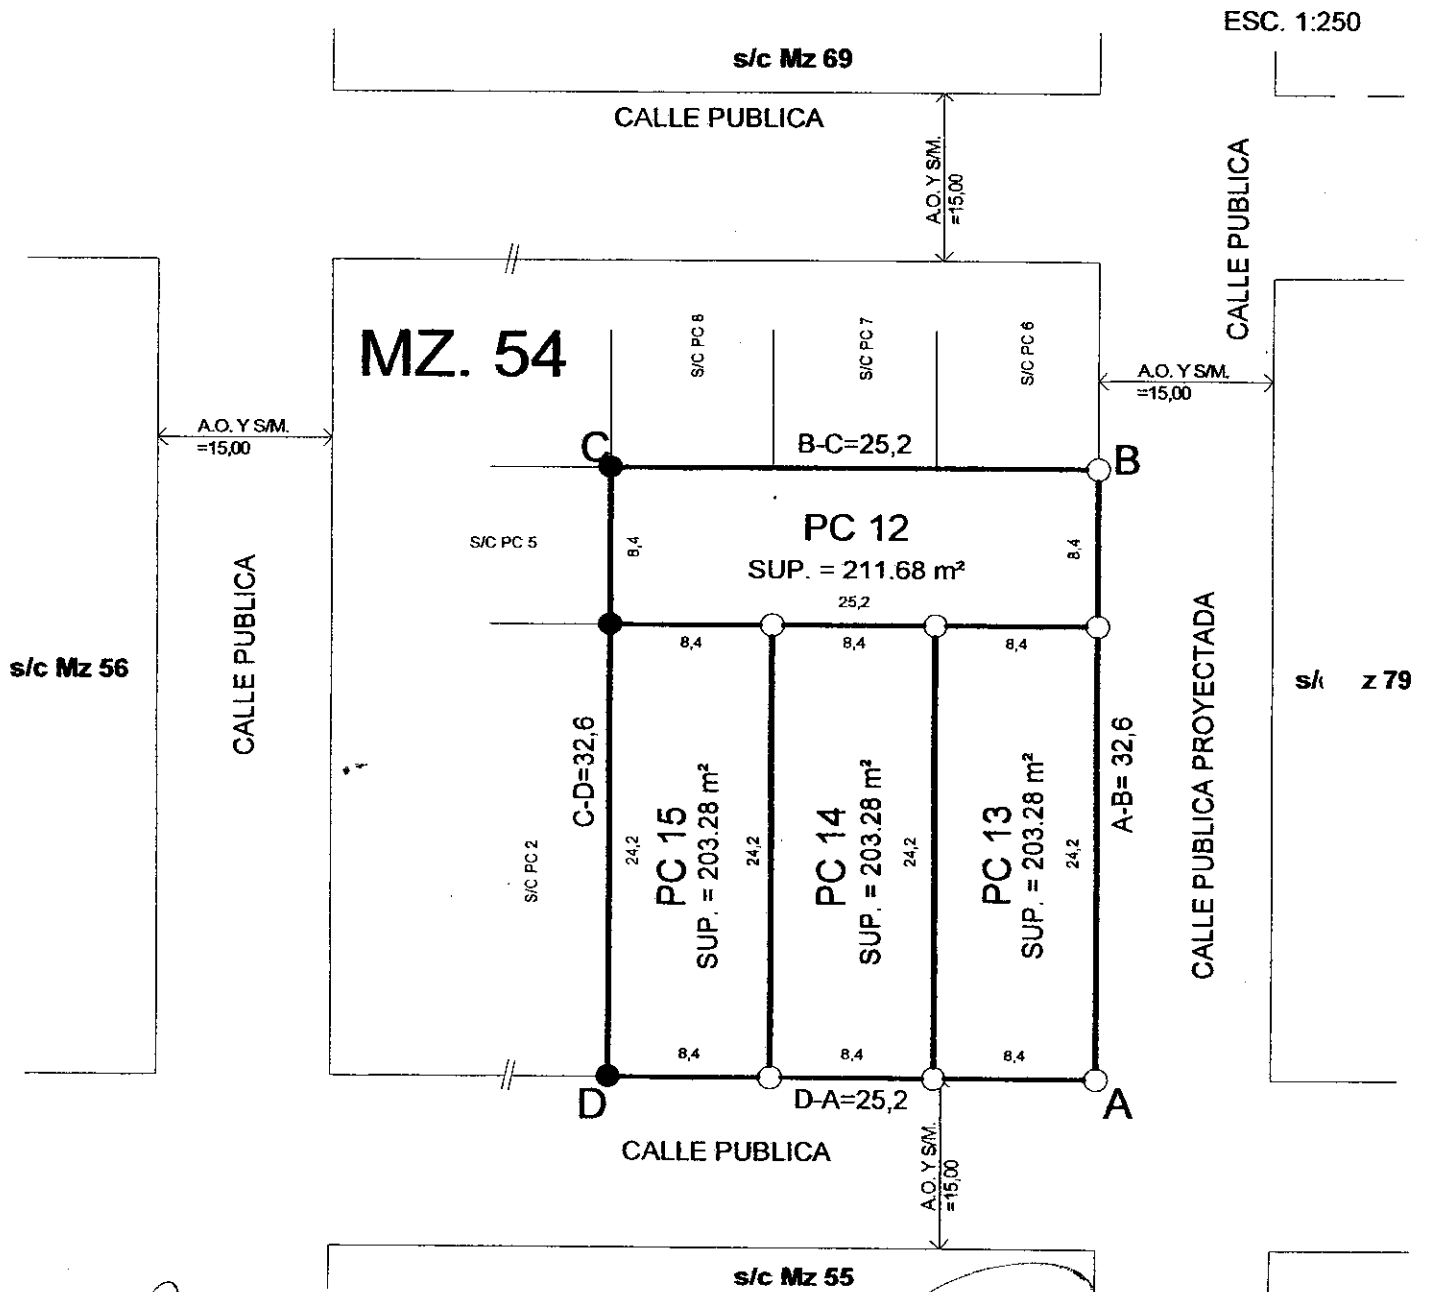 ESC. 1:250
s/c Mz 69
CALLE PUBLICA
A.O. Y S/M.
=15,00
CALLE PUBLICA
MZ. 54
S/C PC 8
S/C PC 7
S/C PC 6
A.O. Y S/M.
=15,00
A.O. Y S/M.
=15,00
C
B-C=25,2
B
S/C PC 5
8,4
PC 12
8,4
SUP. = 211.68 m²
25,2
8,4
8,4
8,4
s/c Mz 56
CALLE PUBLICA
CALLE PUBLICA PROYECTADA
z 79
C-D=32,6
A-B= 32,6
S/C PC 2
24,2
PC 15
SUP. = 203.28 m²
24,2
PC 14
SUP. = 203.28 m²
24,2
PC 13
SUP. = 203.28 m²
24,2
8,4
8,4
8,4
D
D-A=25,2
A
CALLE PUBLICA
A.O. Y S/M.
=15,00
s/c Mz 55